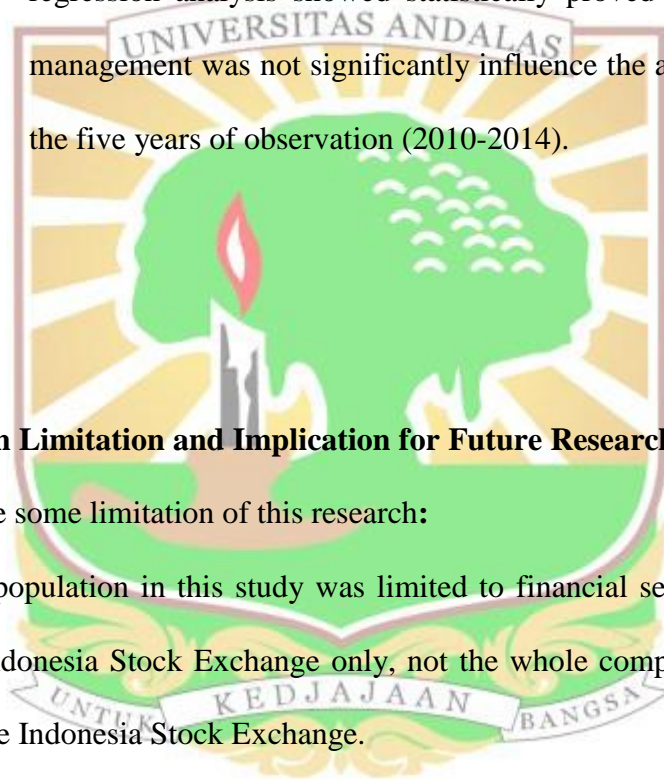 regression analysis showed statistically proved
UNIVERSITAS ANDALAS
management was not significantly influence the a
the five years of observation (2010-2014).
n Limitation and Implication for Future Research
e some limitation of this research:
population in this study was limited to financial se
ndonesia Stock Exchange only, not the whole comp
UNTUK KEDJAJAAN BANGSA
e Indonesia Stock Exchange.